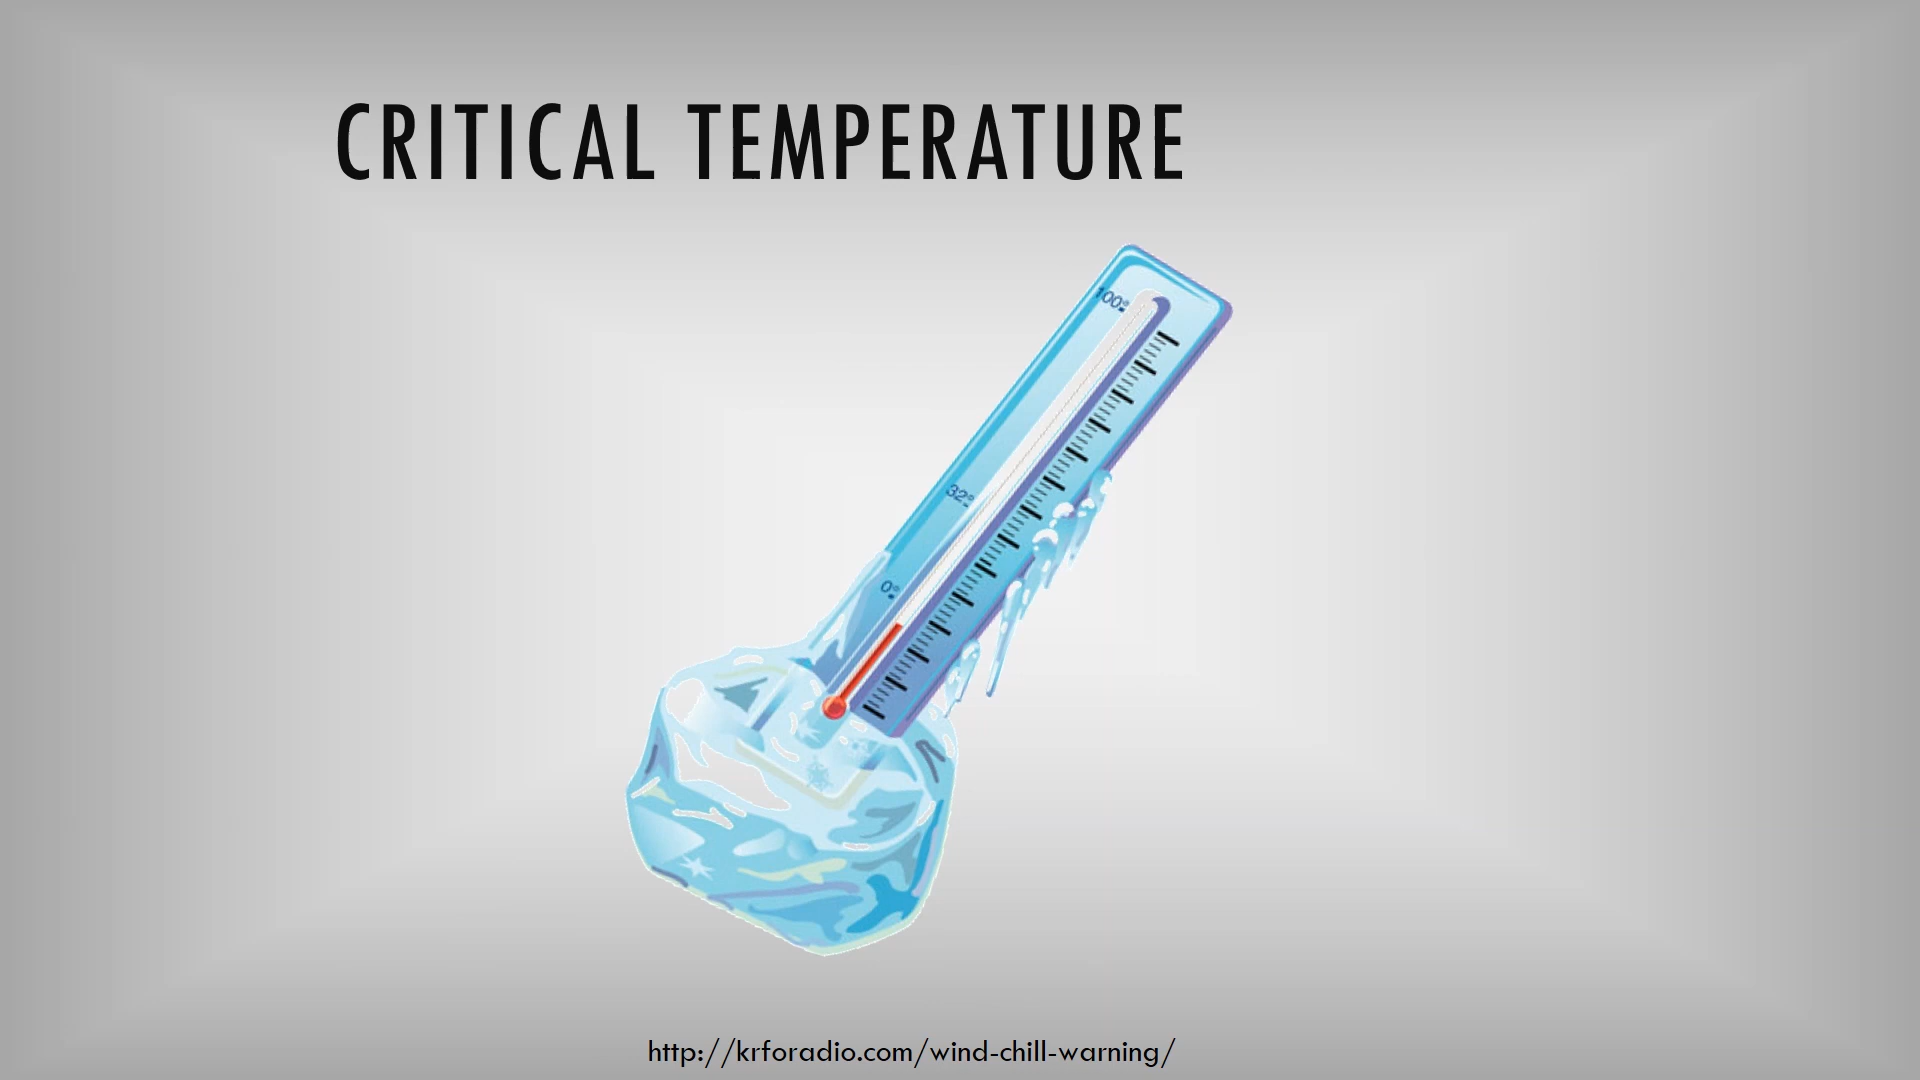 CRITICAL TEMPERATURE
100°
32°
0°
http://krforadio.com/wind-chill-warning/